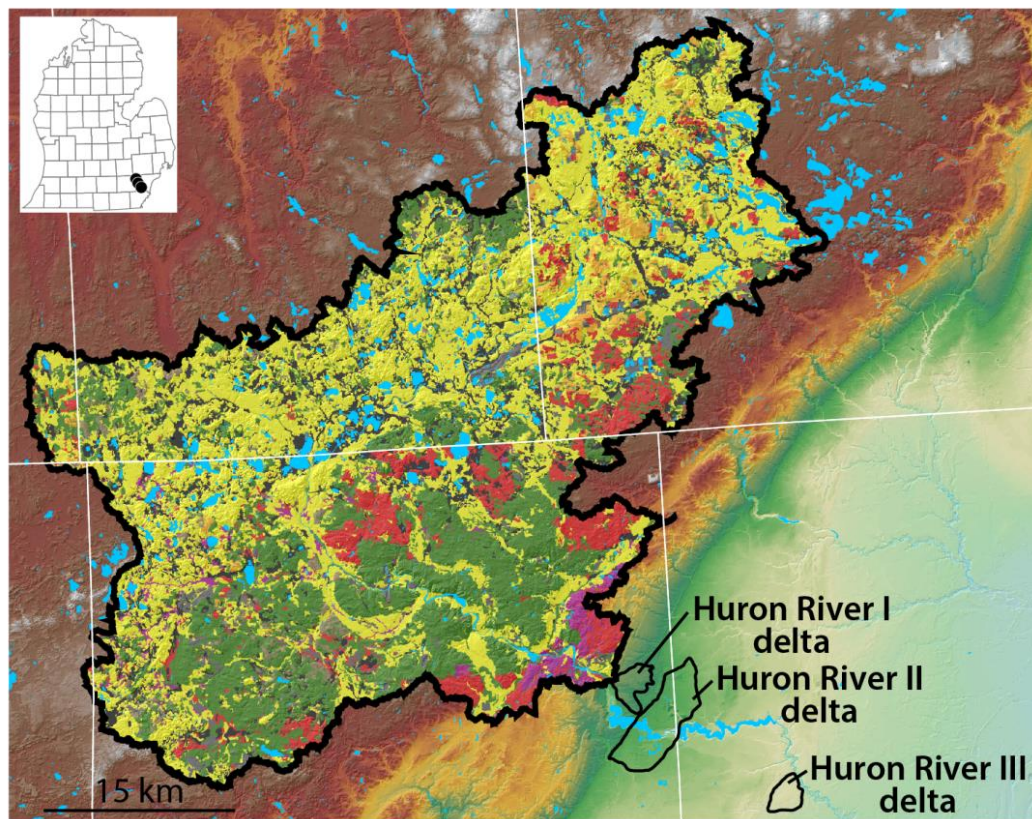 Huron River I
delta
Huron River II
delta
Huron River III
delta
15 km